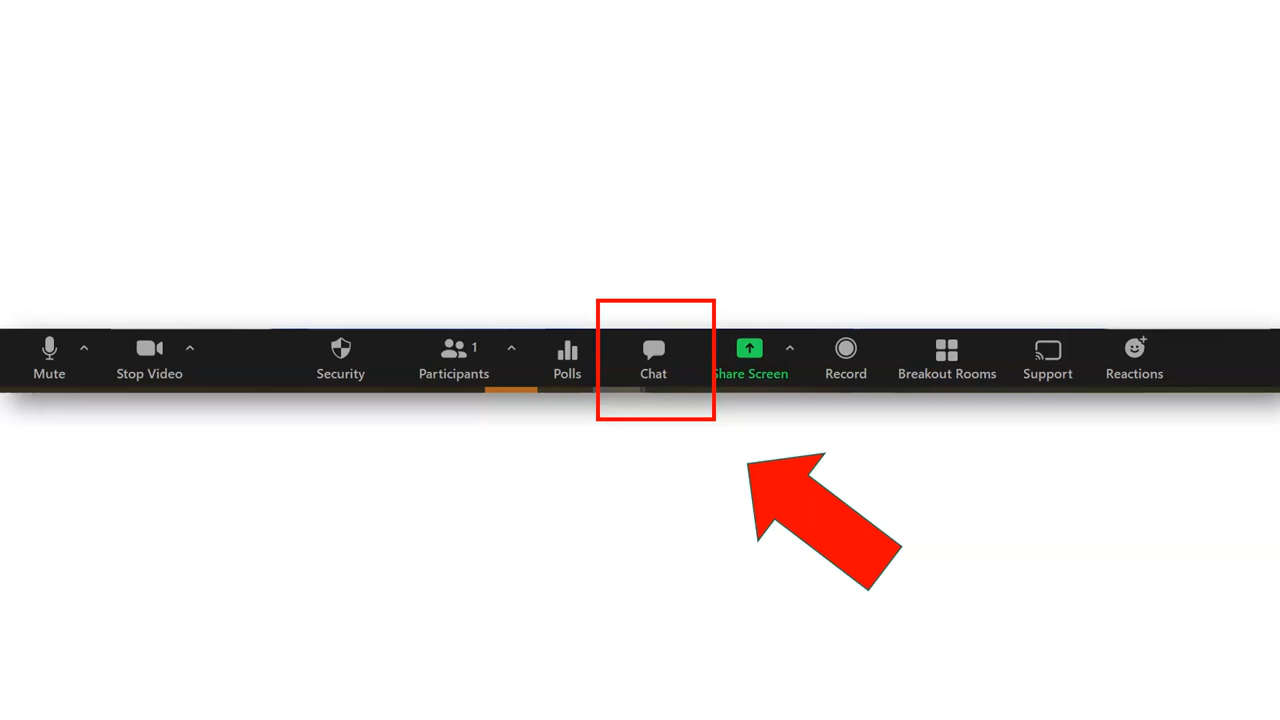 Mute
Stop Video
Security
Participants
1
Polls
Chat
Share Screen
Record
Breakout Rooms
Support
Reactions